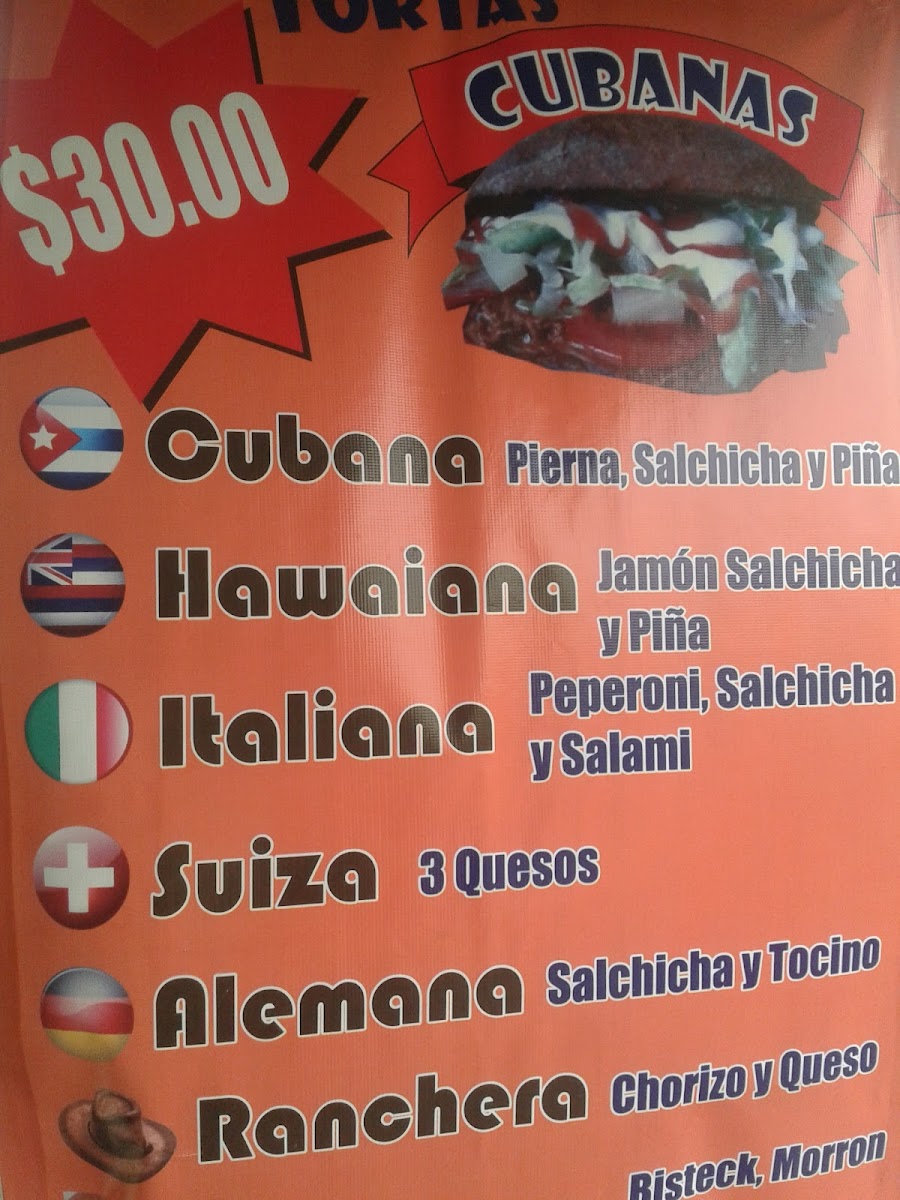 TORTAS
CUBANAS
$30.00
Cubana Pierna, Salchicha y Piña
Hawaiana Jamón Salchicha
y Piña
Italiana Peperoni, Salchicha
y Salami
Suiza 3 Quesos
Alemana Salchicha y Tocino
Ranchera Chorizo y Queso
Bisteck, Morron